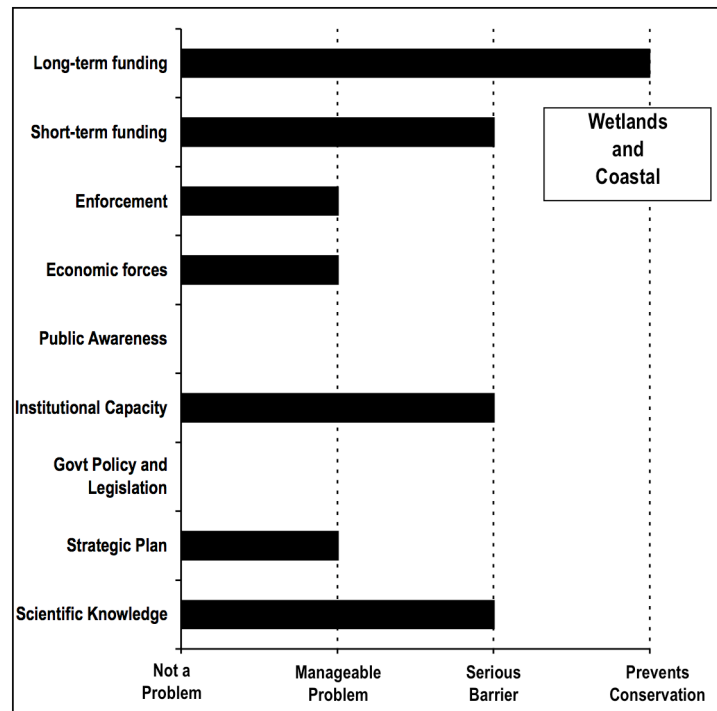 Long-term funding
Short-term funding
Wetlands
and
Coastal
Enforcement
Economic forces
Public Awareness
Institutional Capacity
Govt Policy and
Legislation
Strategic Plan
Scientific Knowledge
Not a
Problem
Manageable
Problem
Serious
Barrier
Prevents
Conservation